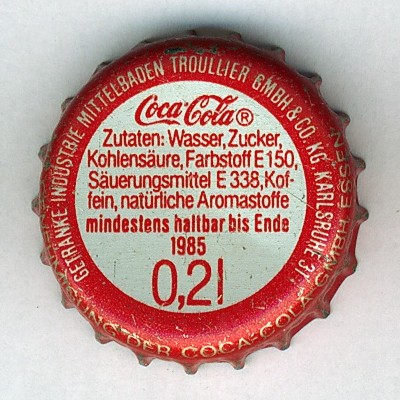 Coca-Cola®
Zutaten: Wasser, Zucker,
Kohlensäure, Farbstoff E 150,
Säuerungsmittel E 338, Kof-
fein, natürliche Aromastoffe
mindestens haltbar bis Ende
1985
0,2l
GETRÄNKE-INDUSTRIE MITTELBADEN TROULLIER GMBH & CO. KG. KARLSRUHE 31
DER COCA-COLA GMBH ESSEN